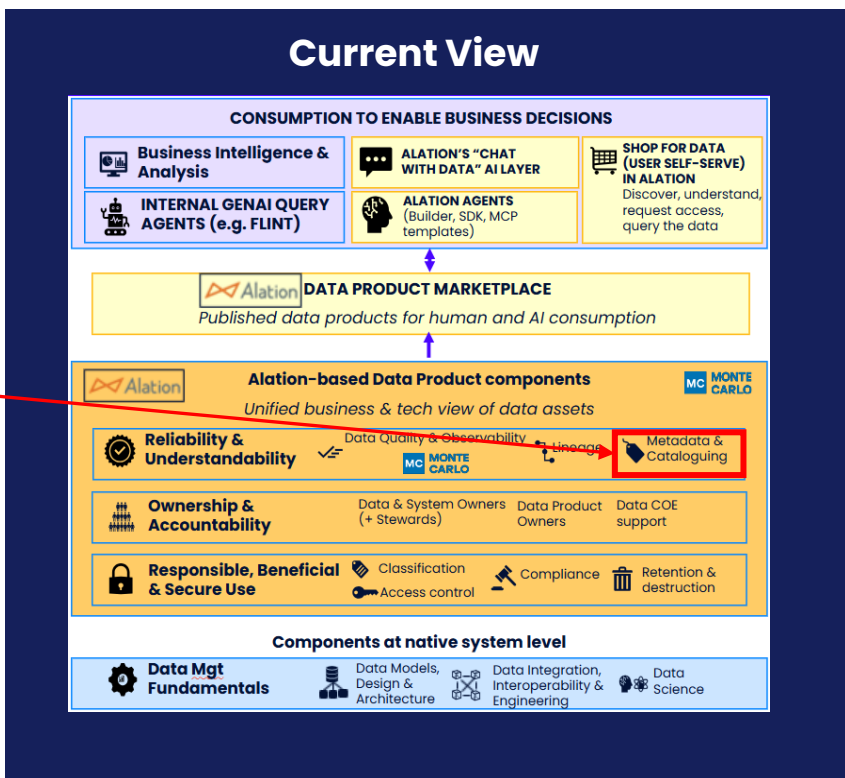 Current View
CONSUMPTION TO ENABLE BUSINESS DECISIONS
Business Intelligence &
Analysis
ALATION'S "CHAT
WITH DATA" AI LAYER
SHOP FOR DATA
(USER SELF-SERVE)
IN ALATION
Discover, understand,
request access,
query the data
INTERNAL GENAI QUERY
AGENTS (e.g. FLINT)
ALATION AGENTS
(Builder, SDK, MCP
templates)
Alation DATA PRODUCT MARKETPLACE
Published data products for human and AI consumption
Alation
Alation-based Data Product components
MC MONTE
CARLO
Unified business & tech view of data assets
Reliability &
Understandability
Data Quality & Observability
MC MONTE
CARLO
Lineage
Metadata &
Cataloguing
Ownership &
Accountability
Data & System Owners
(+ Stewards)
Data Product
Owners
Data COE
support
Responsible, Beneficial
& Secure Use
Classification
Access control
Compliance
Retention &
destruction
Components at native system level
Data Mgt
Fundamentals
Data Models,
Design &
Architecture
Data Integration,
Interoperability &
Engineering
Data
Science